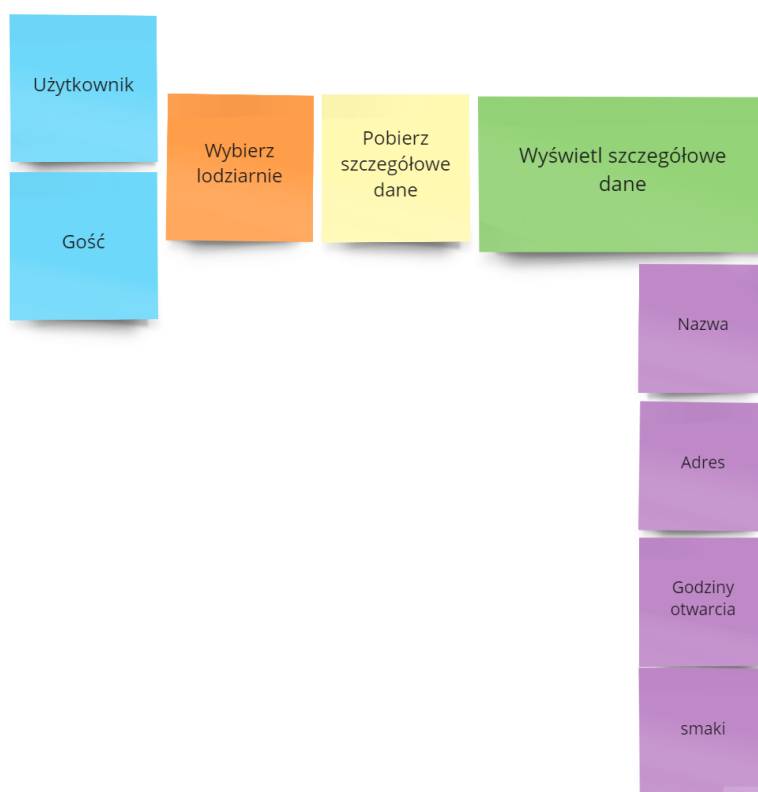 Użytkownik
Gość
Wybierz
lodziarnie
Pobierz
szczegółowe
dane
Wyświetl szczegółowe
dane
Nazwa
Adres
Godziny
otwarcia
smaki